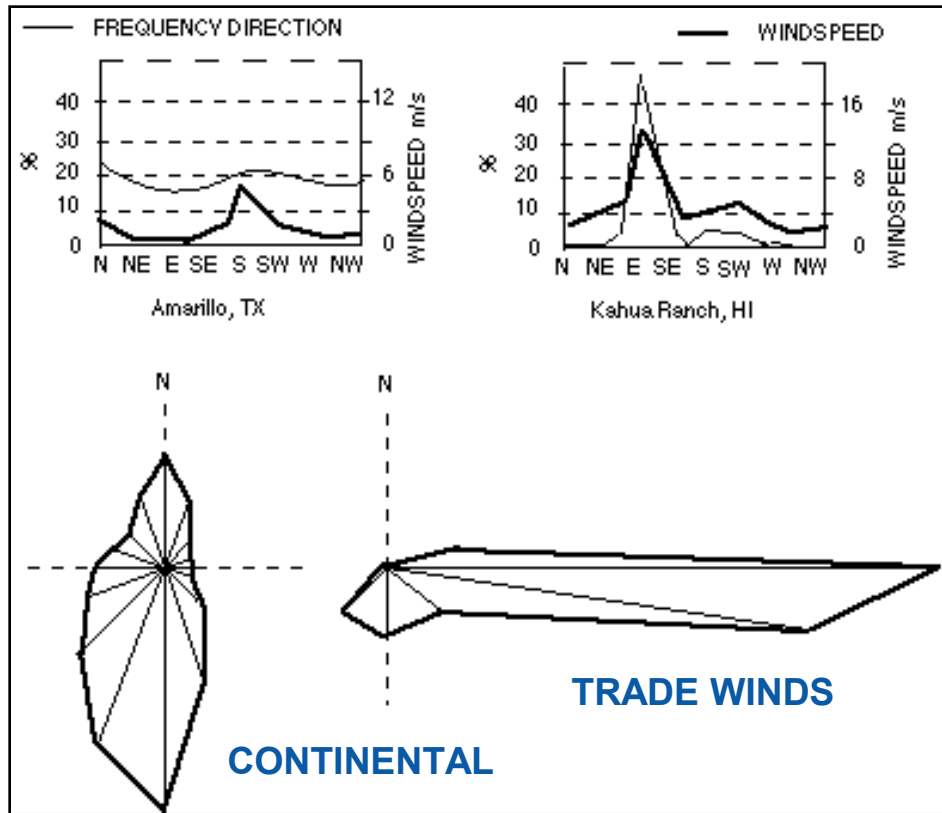 FREQUENCY DIRECTION
WINDSPEED
40
30
20
10
0
%
12
6
0
WINDSPEED m/s
N NE E SE S SW W NW
Amarillo, TX
40
30
20
10
0
%
16
8
0
WINDSPEED m/s
N NE E SE S SW W NW
Kahua Ranch, HI
N
N
TRADE WINDS
CONTINENTAL